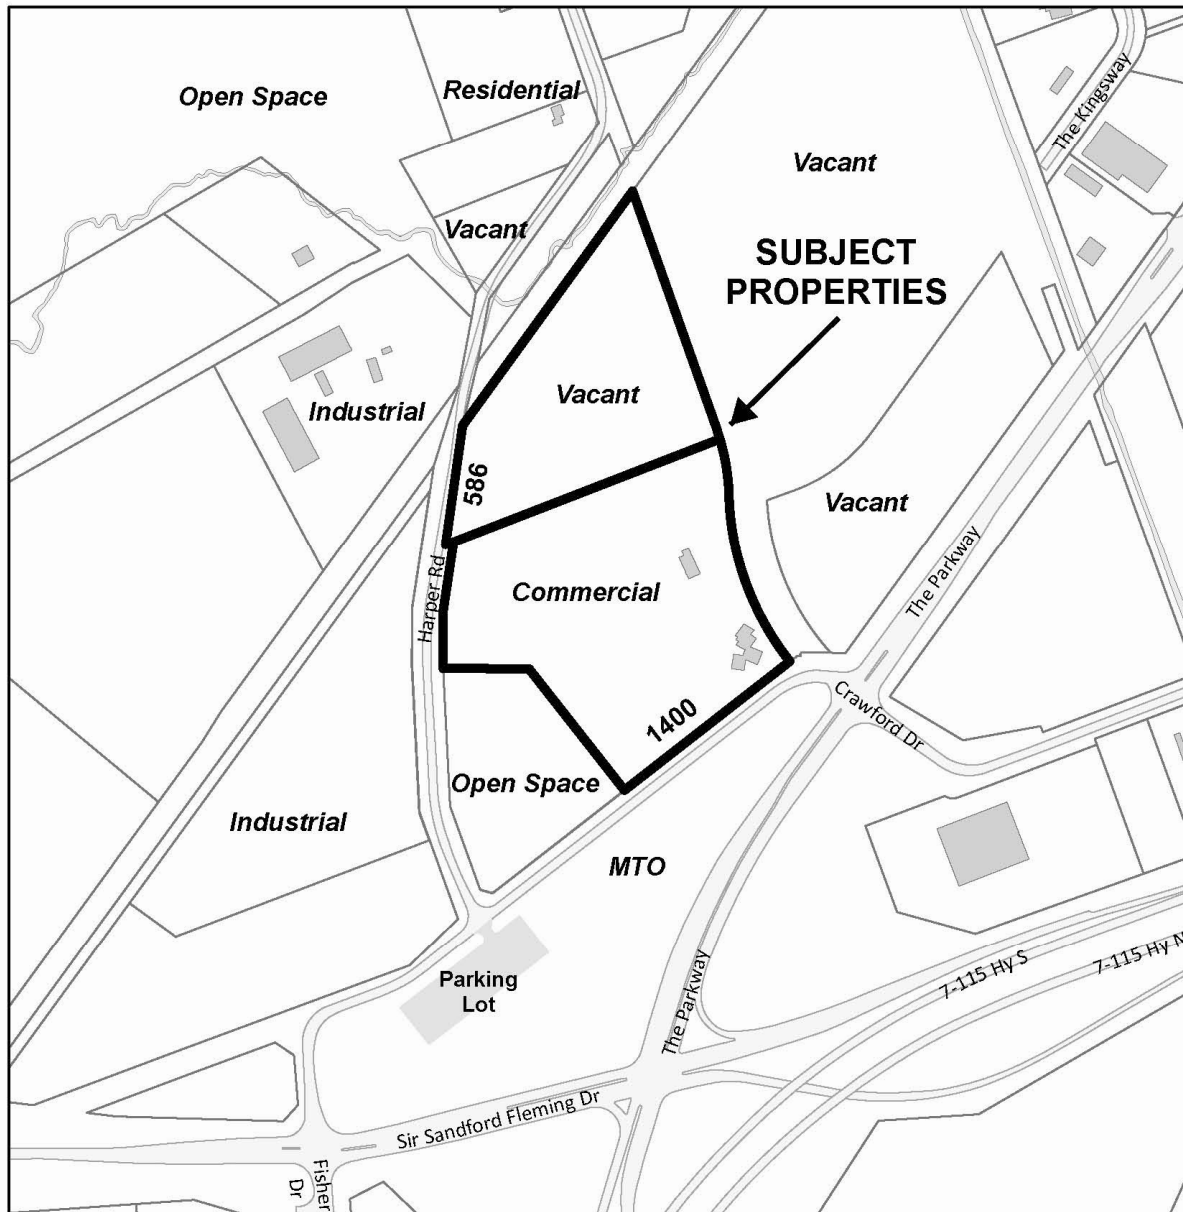 Open Space
Residential
The Kingsway
Vacant
Vacant
SUBJECT
PROPERTIES
Vacant
Industrial
586
Vacant
The Parkway
Harper Rd
Commercial
1400
Crawford Dr
Open Space
Industrial
MTO
Parking
Lot
The Parkway
7-115 Hy S
7-115 Hy N
Sir Sandford Fleming Dr
Fisher
Dr